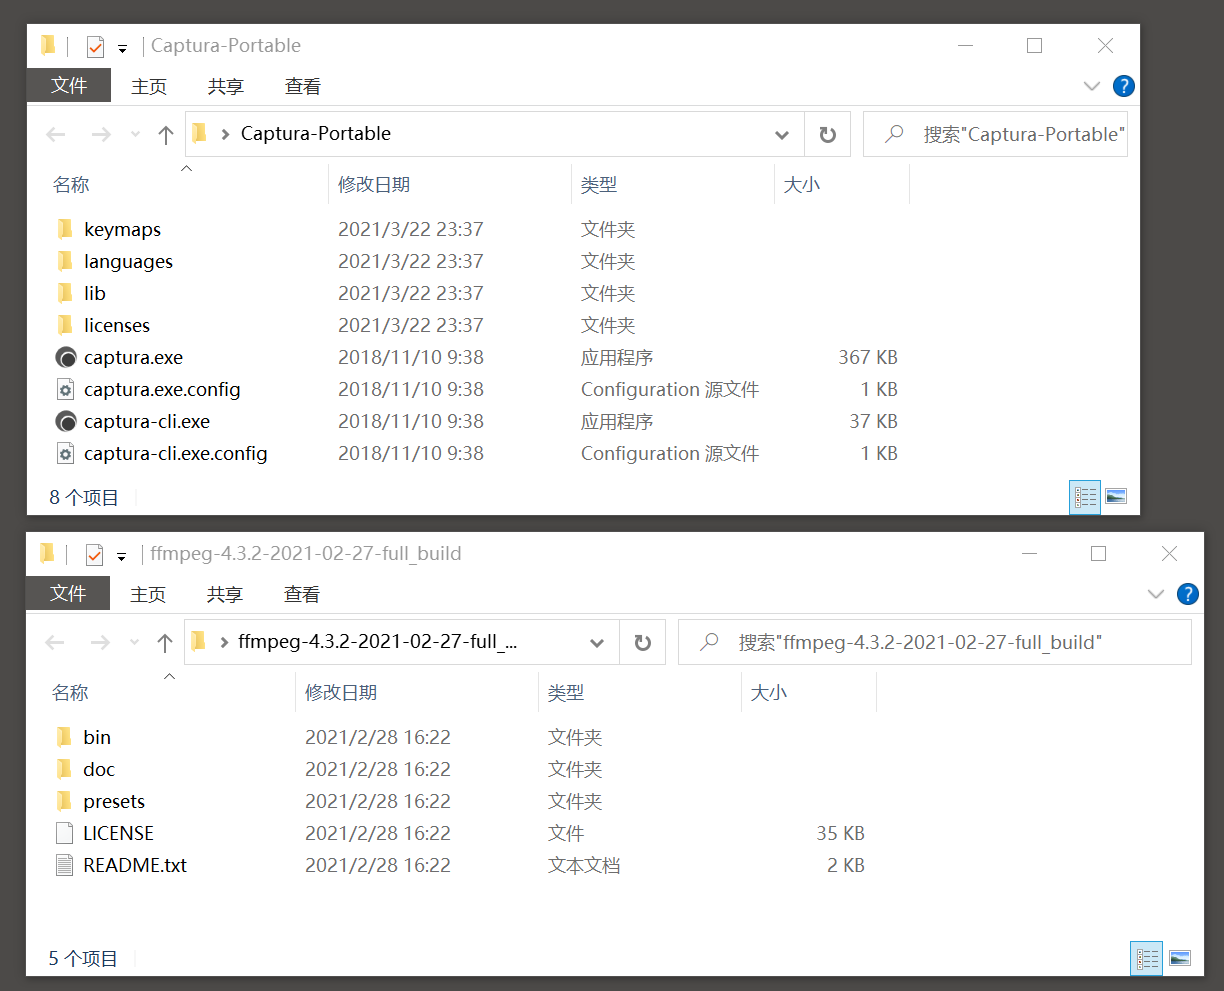 Captura-Portable
文件 主页 共享 查看
Captura-Portable 搜索"Captura-Portable"
名称 修改日期 类型 大小
keymaps 2021/3/22 23:37 文件夹
languages 2021/3/22 23:37 文件夹
lib 2021/3/22 23:37 文件夹
licenses 2021/3/22 23:37 文件夹
captura.exe 2018/11/10 9:38 应用程序 367 KB
captura.exe.config 2018/11/10 9:38 Configuration 源文件 1 KB
captura-cli.exe 2018/11/10 9:38 应用程序 37 KB
captura-cli.exe.config 2018/11/10 9:38 Configuration 源文件 1 KB
8 个项目
ffmpeg-4.3.2-2021-02-27-full_build
文件 主页 共享 查看
ffmpeg-4.3.2-2021-02-27-full_... 搜索"ffmpeg-4.3.2-2021-02-27-full_build"
名称 修改日期 类型 大小
bin 2021/2/28 16:22 文件夹
doc 2021/2/28 16:22 文件夹
presets 2021/2/28 16:22 文件夹
LICENSE 2021/2/28 16:22 文件 35 KB
README.txt 2021/2/28 16:22 文本文档 2 KB
5 个项目